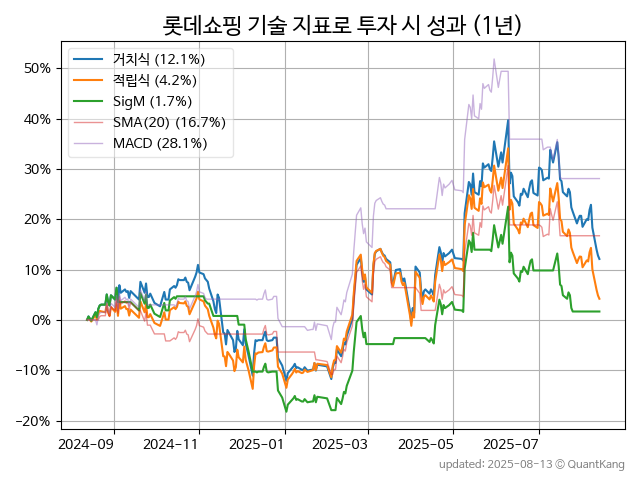 롯데쇼핑 기술 지표로 투자 시 성과 (1년)
거치식 (12.1%)
적립식 (4.2%)
SigM (1.7%)
SMA(20) (16.7%)
MACD (28.1%)
50%
40%
30%
20%
10%
0%
−10%
−20%
2024-09 2024-11 2025-01 2025-03 2025-05 2025-07
updated: 2025-08-13 © QuantKang